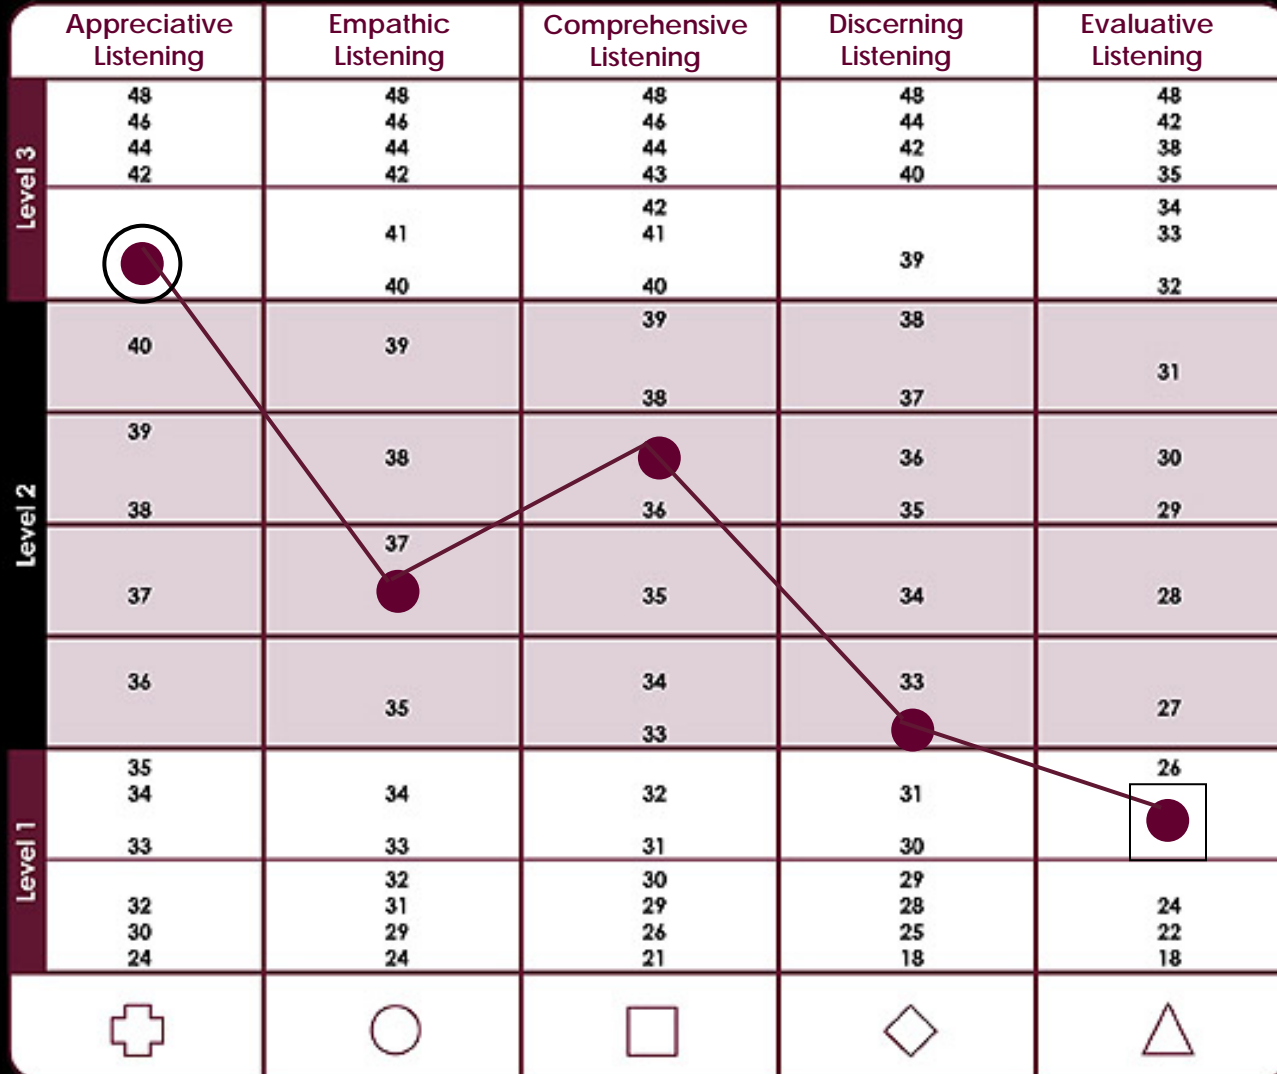 Appreciative Listening
Empathic Listening
Comprehensive Listening
Discerning Listening
Evaluative Listening
Level 3
48 48 48 48 48
46 46 46 44 42
44 44 44 42 38
42 42 43 40 35
42 34
41 41 33
39
40 40 32
39 38
40 39
31
38 37
39
38 36 30
38 36 35 29
Level 2
37
37 35 34 28
36 34 33
35 27
33
35 26
34 34 32 31
33 33 31 30
Level 1
32 30 29
32 31 29 28 24
30 29 26 25 22
24 24 21 18 18